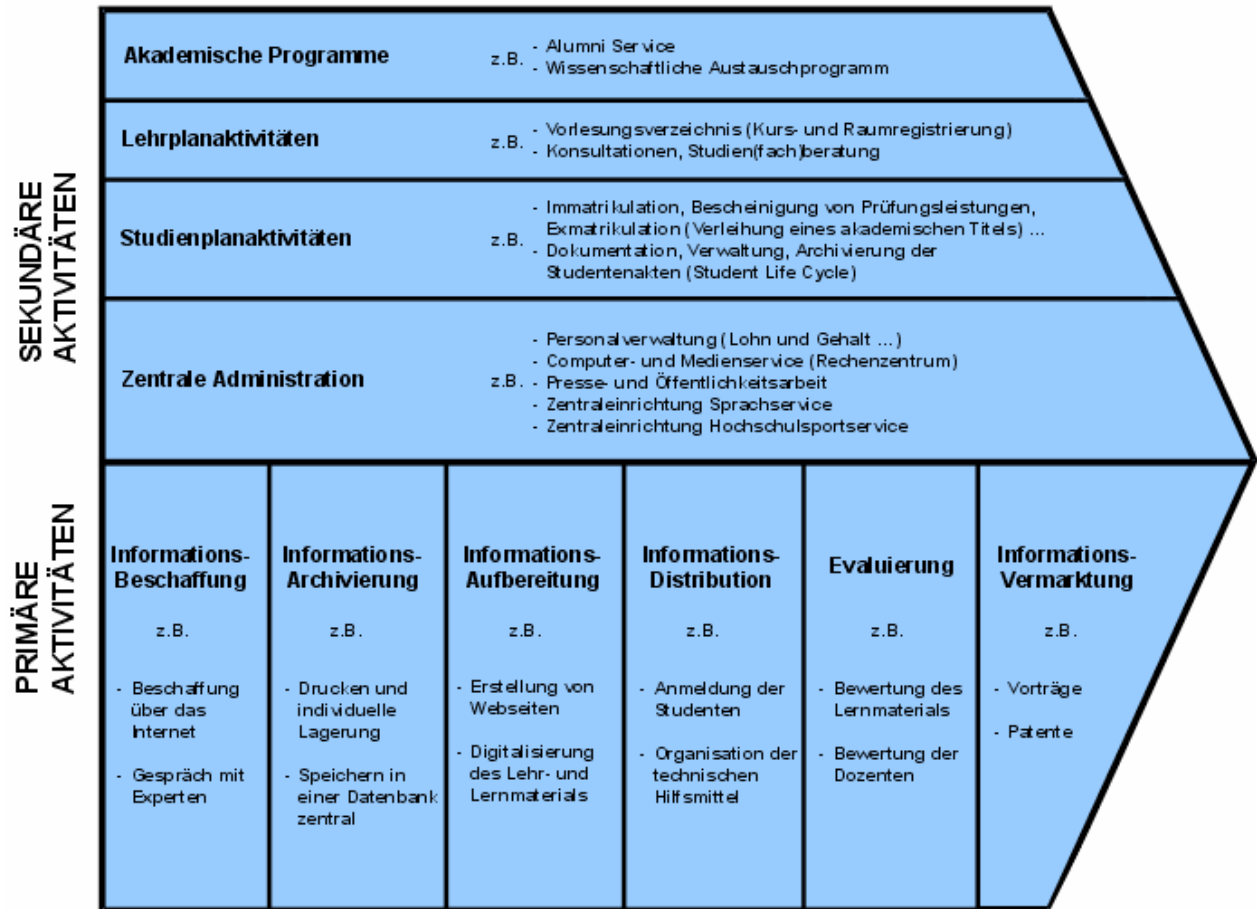 SEKUNDÄRE
AKTIVITÄTEN
Akademische Programme
z.B.
- Alumni Service
- Wissenschaftliche Austauschprogramm
Lehrplanaktivitäten
z.B.
- Vorlesungsverzeichnis (Kurs- und Raumregistrierung)
- Konsultationen, Studien(fach)beratung
Studienplanaktivitäten
z.B.
- Immatrikulation, Bescheinigung von Prüfungsleistungen,
Exmatrikulation (Verleihung eines akademischen Titels) ...
- Dokumentation, Verwaltung, Archivierung der
Studentenakten (Student Life Cycle)
Zentrale Administration
z.B.
- Personalverwaltung (Lohn und Gehalt ...)
- Computer- und Medienservice (Rechenzentrum)
- Presse- und Öffentlichkeitsarbeit
- Zentraleinrichtung Sprachservice
- Zentraleinrichtung Hochschulsportservice
PRIMÄRE
AKTIVITÄTEN
Informations-
Beschaffung
z.B.
- Beschaffung
über das
Internet
- Gespräch mit
Experten
Informations-
Archivierung
z.B.
- Drucken und
individuelle
Lagerung
- Speichern in
einer Datenbank
zentral
Informations-
Aufbereitung
z.B.
- Erstellung von
Webseiten
- Digitalisierung
des Lehr- und
Lernmaterials
Informations-
Distribution
z.B.
- Anmeldung der
Studenten
- Organisation der
technischen
Hilfsmittel
Evaluierung
z.B.
- Bewertung des
Lernmaterials
- Bewertung der
Dozenten
Informations-
Vermarktung
z.B.
- Vorträge
- Patente